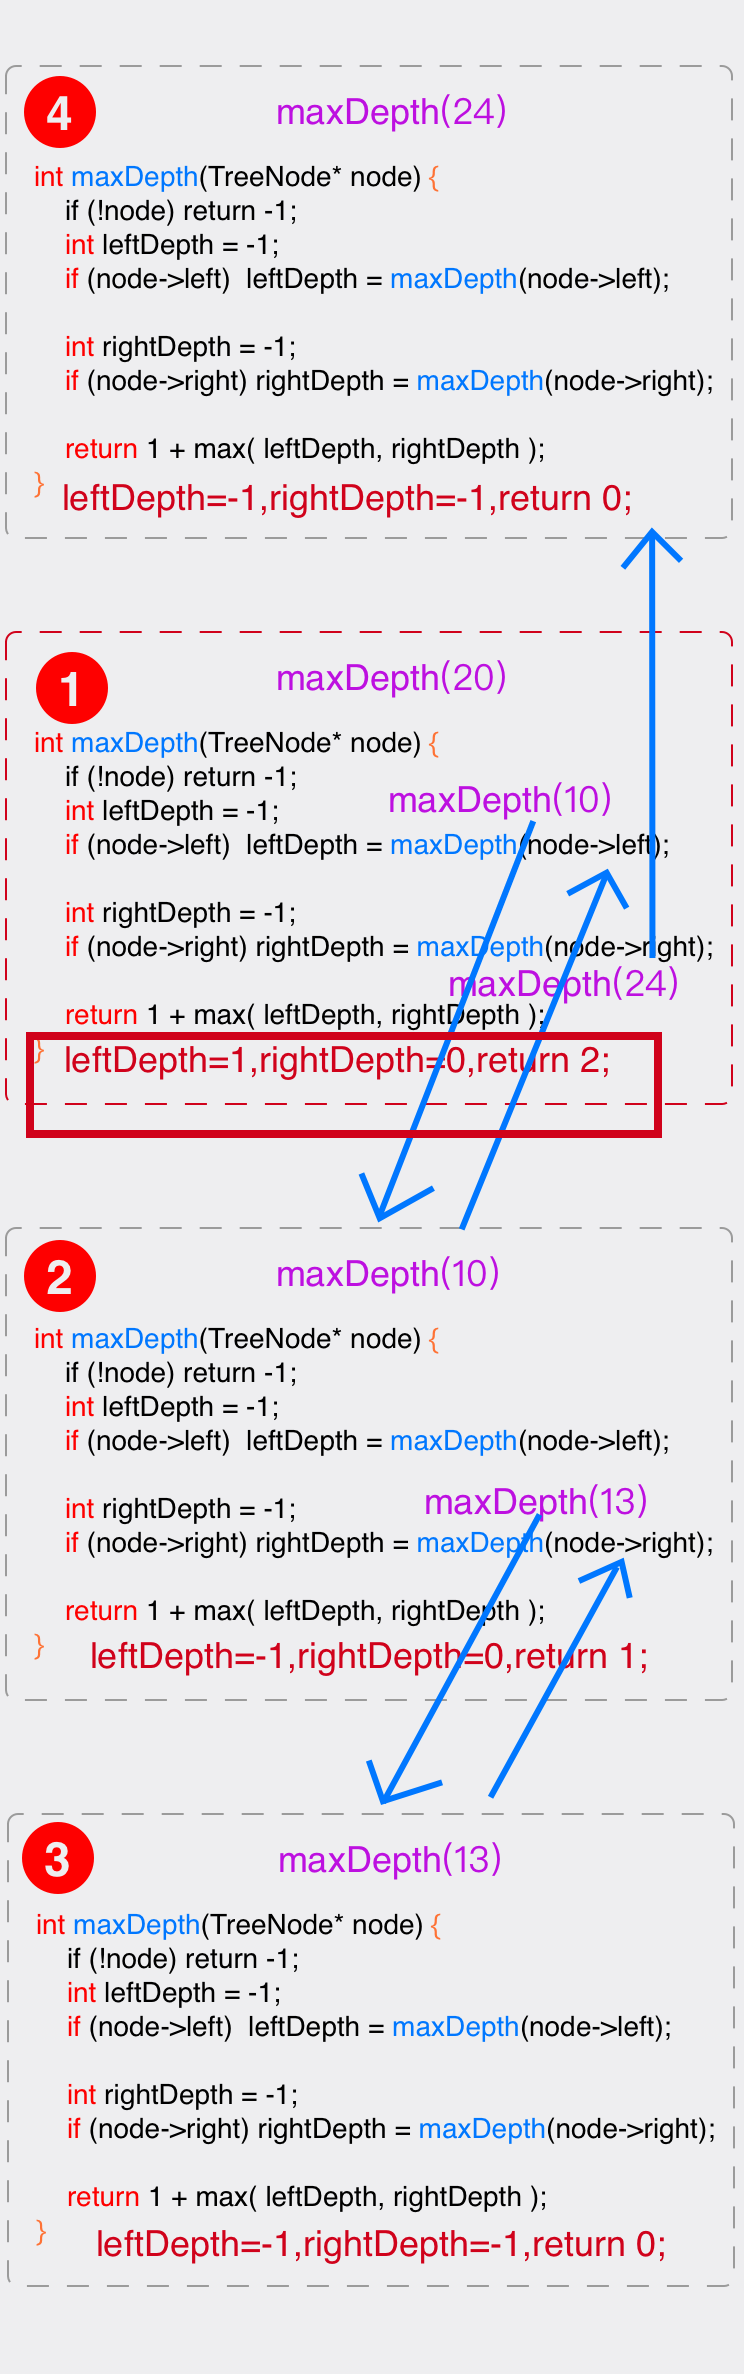 4
maxDepth(24)
int maxDepth(TreeNode* node) {
if (!node) return -1;
int leftDepth = -1;
if (node->left) leftDepth = maxDepth(node->left);
int rightDepth = -1;
if (node->right) rightDepth = maxDepth(node->right);
return 1 + max( leftDepth, rightDepth );
}
leftDepth=-1,rightDepth=-1,return 0;
1
maxDepth(20)
int maxDepth(TreeNode* node) {
if (!node) return -1;
int leftDepth = -1;
maxDepth(10)
if (node->left) leftDepth = maxDepth(node->left);
int rightDepth = -1;
if (node->right) rightDepth = maxDepth(node->right);
maxDepth(24)
return 1 + max( leftDepth, rightDepth );
}
leftDepth=1,rightDepth=0,return 2;
2
maxDepth(10)
int maxDepth(TreeNode* node) {
if (!node) return -1;
int leftDepth = -1;
if (node->left) leftDepth = maxDepth(node->left);
int rightDepth = -1;
maxDepth(13)
if (node->right) rightDepth = maxDepth(node->right);
return 1 + max( leftDepth, rightDepth );
}
leftDepth=-1,rightDepth=0,return 1;
3
maxDepth(13)
int maxDepth(TreeNode* node) {
if (!node) return -1;
int leftDepth = -1;
if (node->left) leftDepth = maxDepth(node->left);
int rightDepth = -1;
if (node->right) rightDepth = maxDepth(node->right);
return 1 + max( leftDepth, rightDepth );
}
leftDepth=-1,rightDepth=-1,return 0;